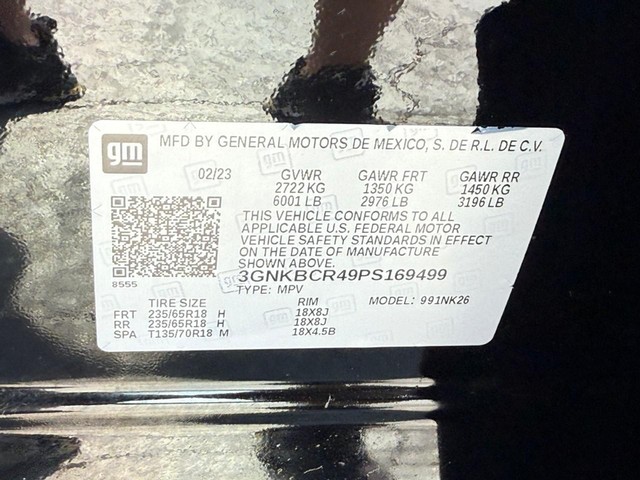 gm MFD BY GENERAL MOTORS DE MEXICO, S. DE R.L. DE C.V.
02/23 GVWR GAWR FRT GAWR RR
2722 KG 1350 KG 1450 KG
6001 LB 2976 LB 3196 LB
THIS VEHICLE CONFORMS TO ALL
APPLICABLE U.S. FEDERAL MOTOR
VEHICLE SAFETY STANDARDS IN EFFECT
ON THE DATE OF MANUFACTURE
SHOWN ABOVE.
3GNKBCR49PS169499
8555 TYPE: MPV
TIRE SIZE RIM MODEL: 991NK26
FRT 235/65R18 H 18X8J
RR 235/65R18 H 18X8J
SPA T135/70R18 M 18X4.5B